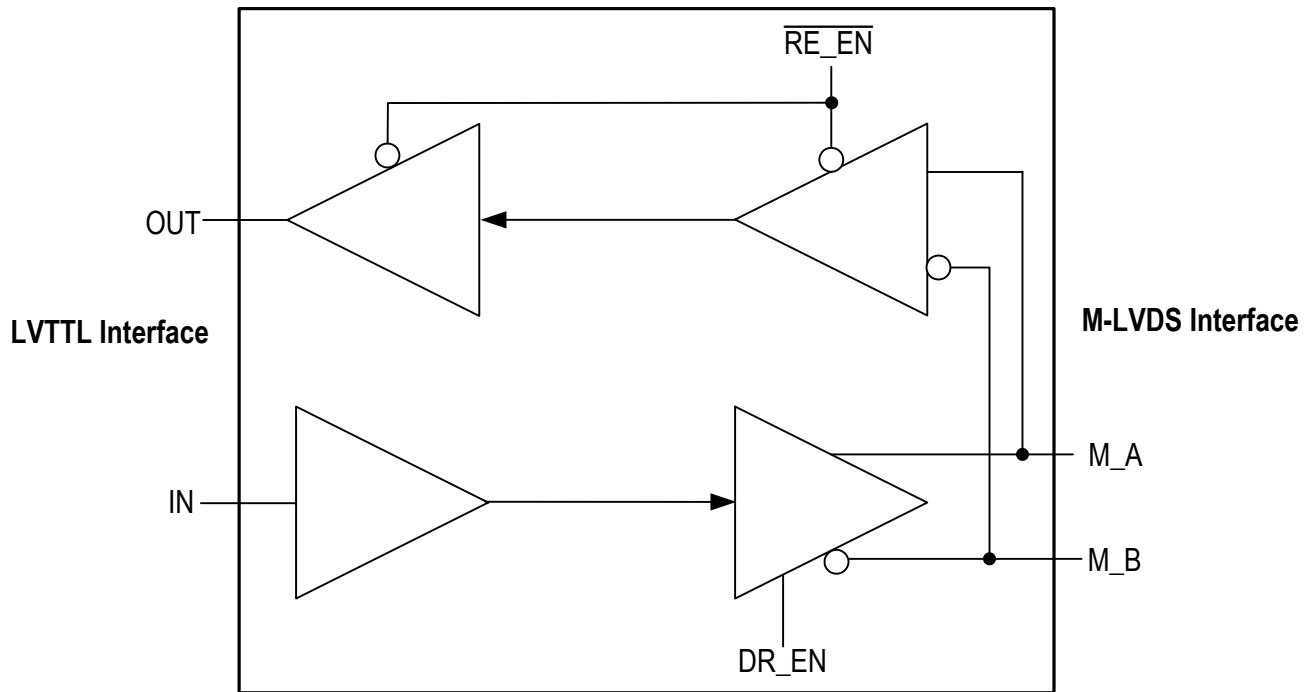 RE_EN
OUT
LVTTL Interface
M-LVDS Interface
M_A
IN
M_B
DR_EN